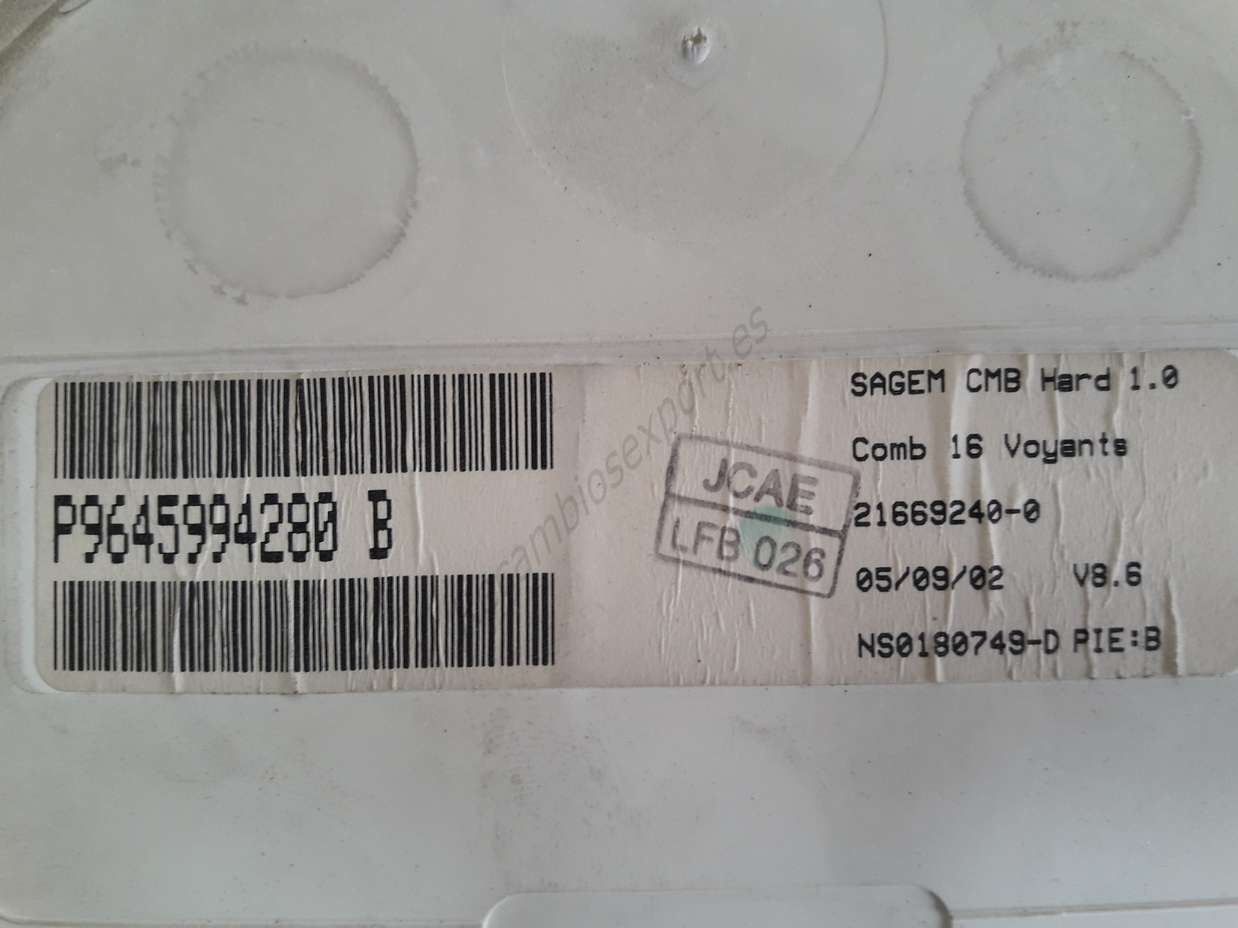 P9645994280 B
JCAE
LFB 026
SAGEM CMB Hard 1.0
Comb 16 Voyants
21669240-0
05/09/02 V8.6
NS0180749-D PIE:B
cambiosexport.es